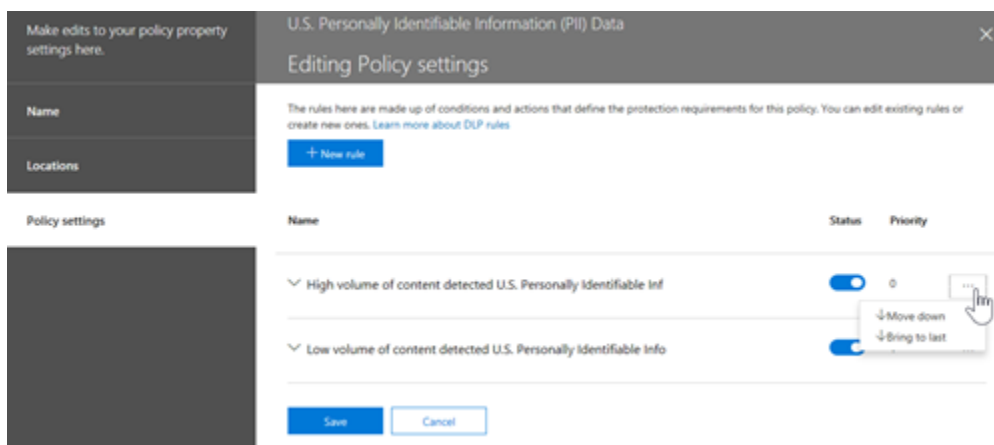 Make edits to your policy property
settings here.
Name
Locations
Policy settings
U.S. Personally Identifiable Information (PII) Data
Editing Policy settings
The rules here are made up of conditions and actions that define the protection requirements for this policy. You can edit existing rules or
create new ones. Learn more about DLP rules
+ New rule
Name Status Priority
High volume of content detected U.S. Personally Identifiable Inf 0 ...
Move down
Bring to last
Low volume of content detected U.S. Personally Identifiable Info
Save Cancel